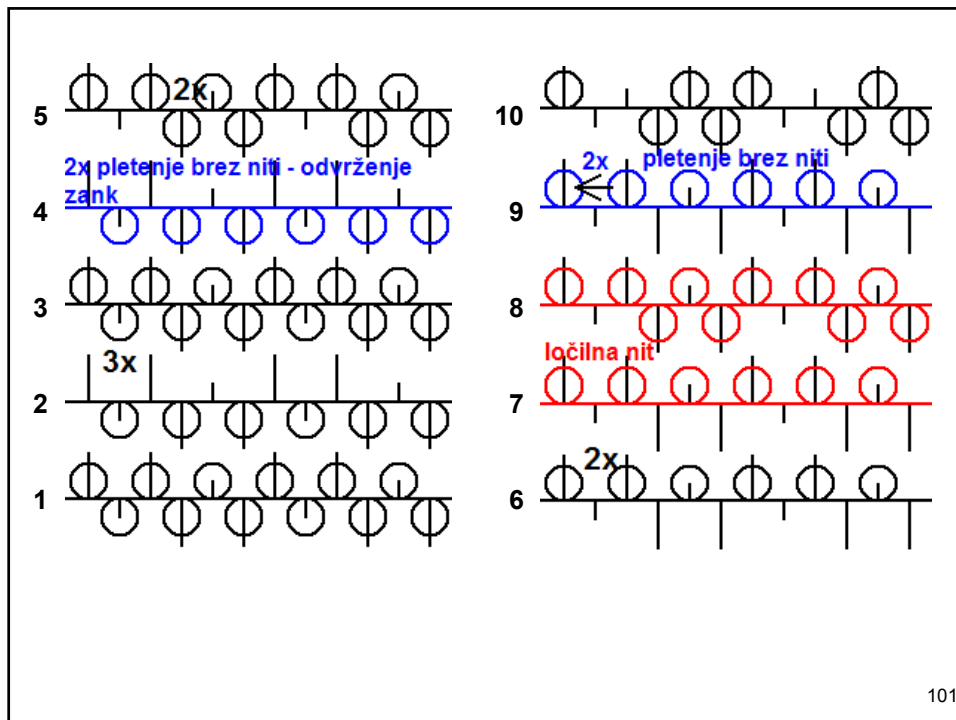 5
2x
2x pletenje brez niti - odvrženje
zank
4
3
3x
2
1
10
2x
pletenje brez niti
9
8
ločilna nit
7
2x
6
101